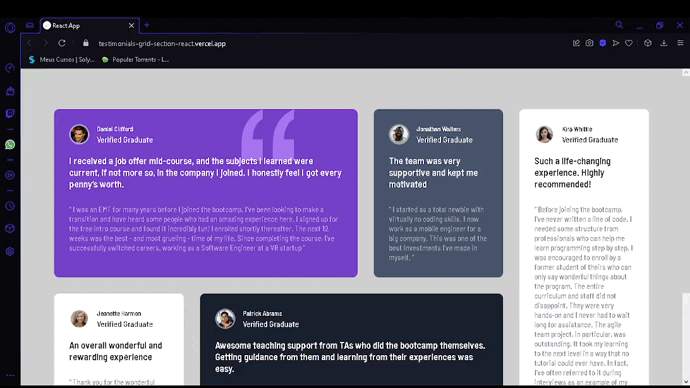 React App
testimonials-grid-section-react.vercel.app
Meus Cursos | Soly...
Popular Torrents - L...
Daniel Clifford
Verified Graduate
I received a job offer mid-course, and the subjects I learned were
current, if not more so, in the company I joined. I honestly feel I got every
penny's worth.
" I was an EMT for many years before I joined the bootcamp. I've been looking to make a
transition and have heard some people who had an amazing experience here. I signed up for
the free intro course and found it incredibly fun! I enrolled shortly thereafter. The next 12
weeks was the best - and most grueling - time of my life. Since completing the course, I've
successfully switched careers, working as a Software Engineer at a VR startup "
Jonathan Walters
Verified Graduate
The team was very
supportive and kept me
motivated
" I started as a total newbie with
virtually no coding skills. I now
work as a mobile engineer for a
big company. This was one of the
best investments I've made in
myself. "
Kira Whittle
Verified Graduate
Such a life-changing
experience. Highly
recommended!
" Before joining the bootcamp,
I've never written a line of code. I
needed some structure from
professionals who can help me
learn programming step by step. I
was encouraged to enroll by a
former student of theirs who can
only say wonderful things about
the program. The entire
curriculum and staff did not
disappoint. They were very
hands-on and I never had to wait
long for assistance. The agile
team project, in particular, was
outstanding. It took my learning
to the next level in a way that no
tutorial could ever have. In fact,
I've often referred to it during
interviews as an example of my
Jeanette Harmon
Verified Graduate
An overall wonderful and
rewarding experience
" Thank you for the wonderful
Patrick Abrams
Verified Graduate
Awesome teaching support from TAs who did the bootcamp themselves.
Getting guidance from them and learning from their experiences was
easy.